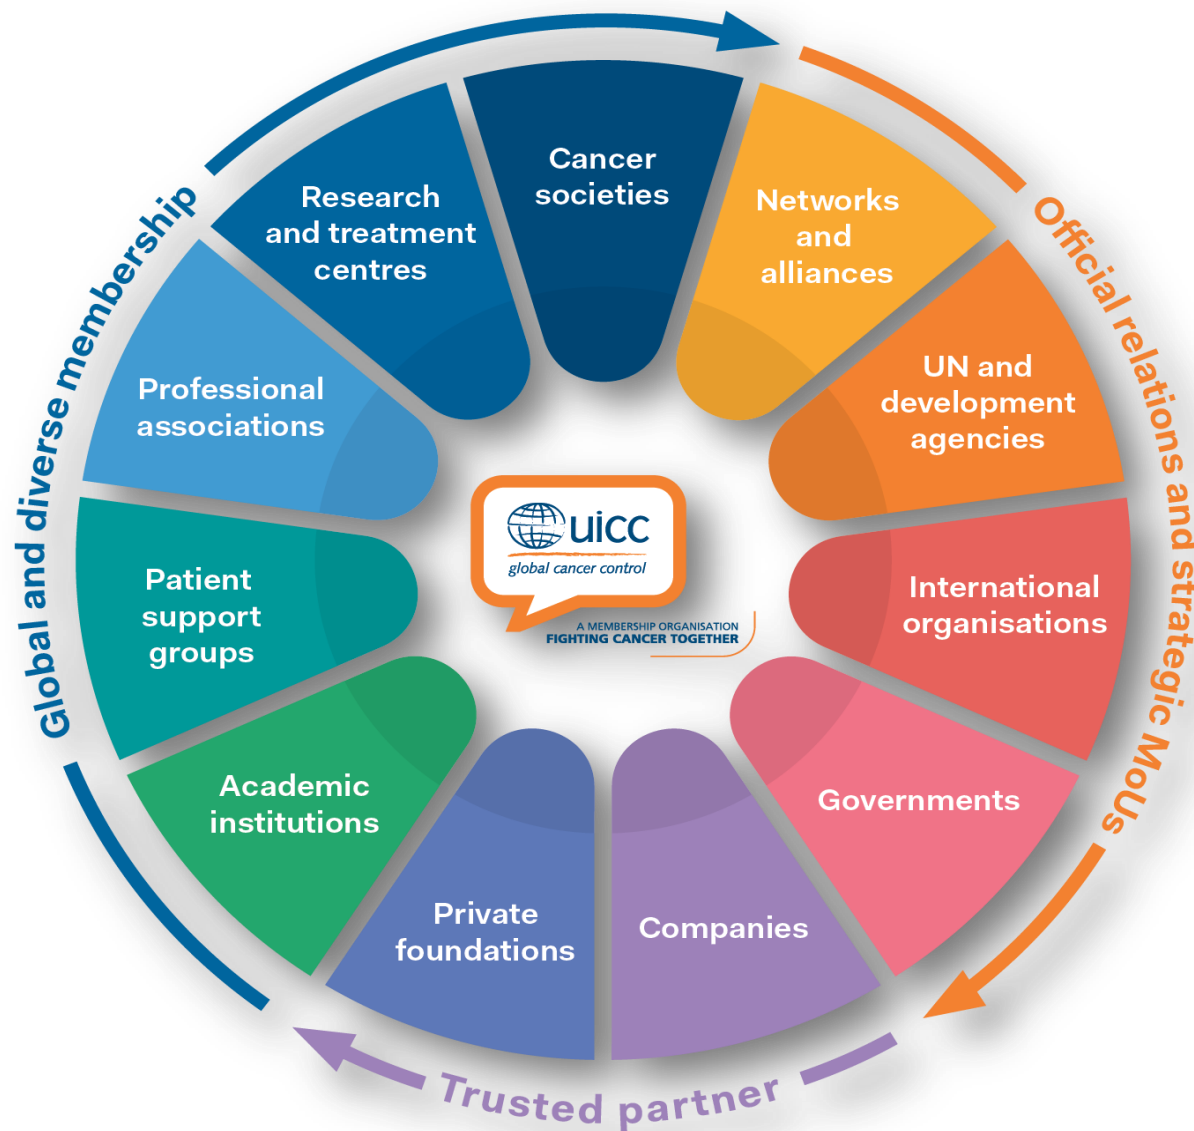 Cancer
societies
Networks
and
alliances
UN and
development
agencies
International
organisations
Governments
Companies
Private
foundations
Academic
institutions
Patient
support
groups
Professional
associations
Research
and treatment
centres
Global and diverse membership
Official relations and strategic MoUs
Trusted partner
uicc
global cancer control
A MEMBERSHIP ORGANISATION
FIGHTING CANCER TOGETHER